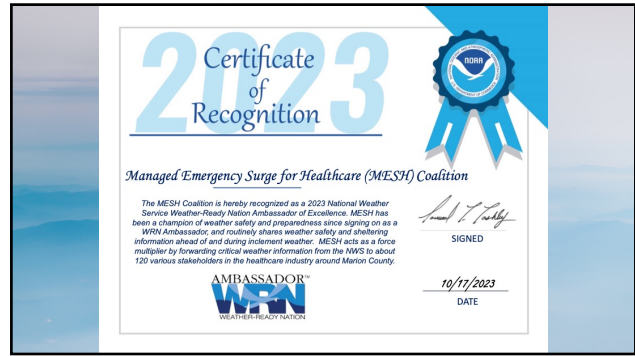 2023
Certificate
of
Recognition
NOAA
Managed Emergency Surge for Healthcare (MESH) Coalition
The MESH Coalition is hereby recognized as a 2023 National Weather
Service Weather-Ready Nation Ambassador of Excellence. MESH has
been a champion of weather safety and preparedness since signing on as a
WRN Ambassador, and routinely shares weather safety and sheltering
information ahead of and during inclement weather. MESH acts as a force
multiplier by forwarding critical weather information from the NWS to about
120 various stakeholders in the healthcare industry around Marion County.
SIGNED
10/17/2023
DATE
AMBASSADOR™
WRN
WEATHER-READY NATION